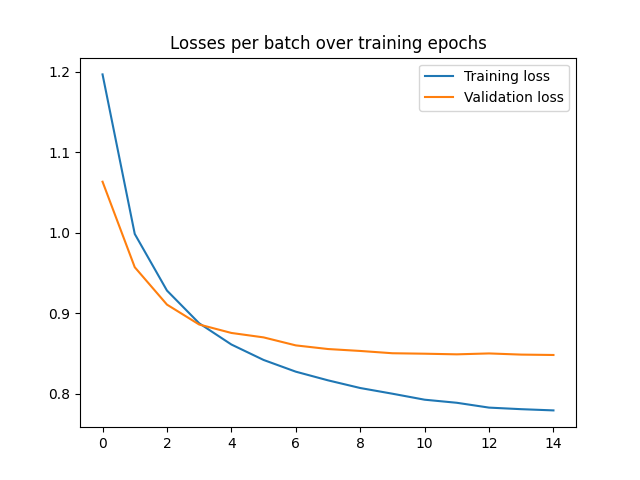 Losses per batch over training epochs
Training loss
Validation loss
1.2
1.1
1.0
0.9
0.8
0 2 4 6 8 10 12 14